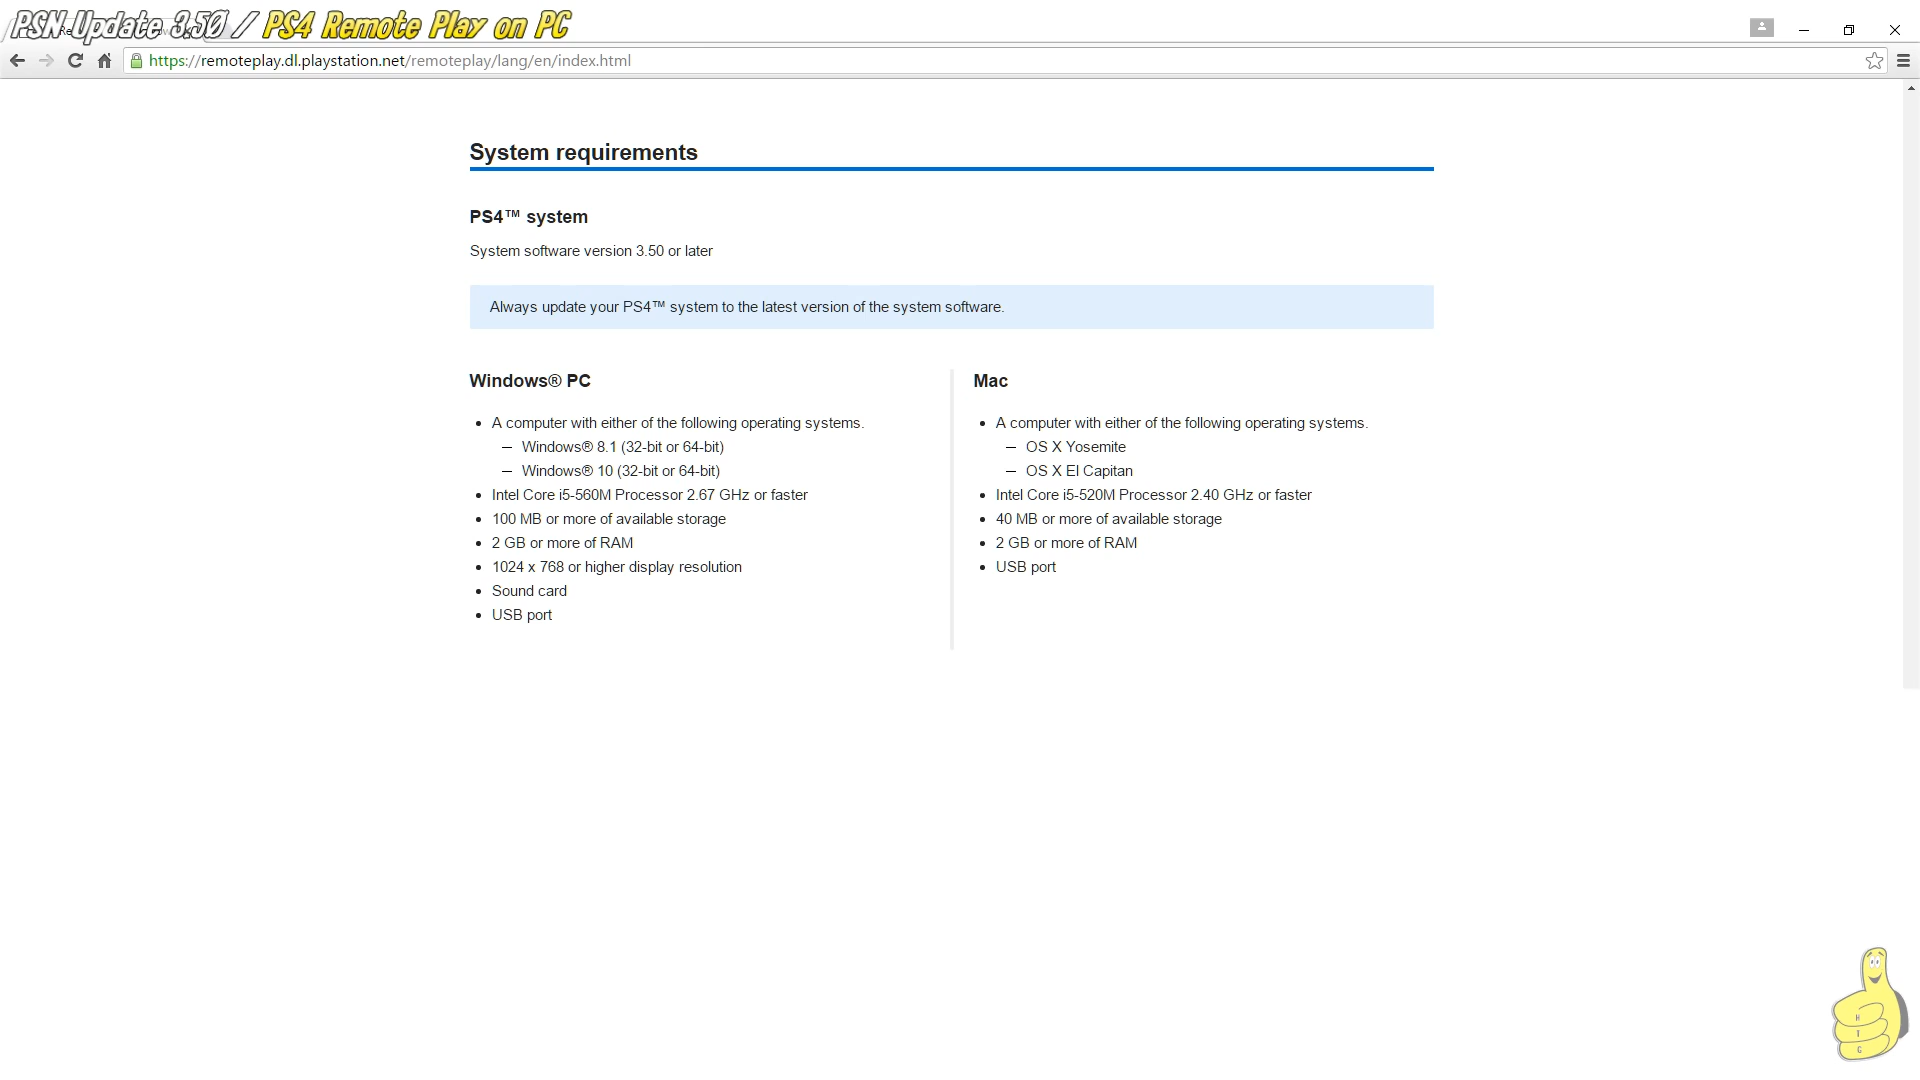 PSN Update 3.50 / PS4 Remote Play on PC
https://remoteplay.dl.playstation.net/remoteplay/lang/en/index.html
System requirements
PS4™ system
System software version 3.50 or later
Always update your PS4™ system to the latest version of the system software.
Windows® PC
• A computer with either of the following operating systems.
— Windows® 8.1 (32-bit or 64-bit)
— Windows® 10 (32-bit or 64-bit)
• Intel Core i5-560M Processor 2.67 GHz or faster
• 100 MB or more of available storage
• 2 GB or more of RAM
• 1024 x 768 or higher display resolution
• Sound card
• USB port
Mac
• A computer with either of the following operating systems.
— OS X Yosemite
— OS X El Capitan
• Intel Core i5-520M Processor 2.40 GHz or faster
• 40 MB or more of available storage
• 2 GB or more of RAM
• USB port
H
T
G